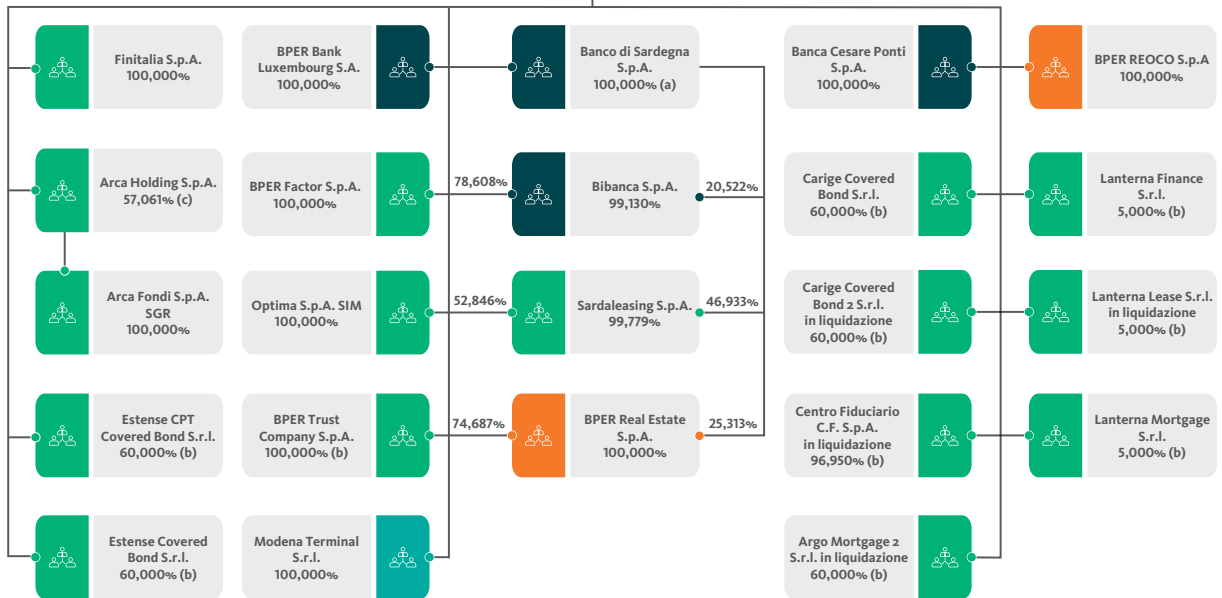 Finitalia S.p.A.
100,000%
BPER Bank
Luxembourg S.A.
100,000%
Banco di Sardegna
S.p.A.
100,000% (a)
Banca Cesare Ponti
S.p.A.
100,000%
BPER REOCO S.p.A
100,000%
Arca Holding S.p.A.
57,061% (c)
BPER Factor S.p.A.
100,000%
78,608%
Bibanca S.p.A.
99,130%
20,522%
Carige Covered
Bond S.r.l.
60,000% (b)
Lanterna Finance
S.r.l.
5,000% (b)
Arca Fondi S.p.A.
SGR
100,000%
Optima S.p.A. SIM
100,000%
52,846%
Sardaleasing S.p.A.
99,779%
46,933%
Carige Covered
Bond 2 S.r.l.
in liquidazione
60,000% (b)
Lanterna Lease S.r.l.
in liquidazione
5,000% (b)
Estense CPT
Covered Bond S.r.l.
60,000% (b)
BPER Trust
Company S.p.A.
100,000% (b)
74,687%
BPER Real Estate
S.p.A.
100,000%
25,313%
Centro Fiduciario
C.F. S.p.A.
in liquidazione
96,950% (b)
Lanterna Mortgage
S.r.l.
5,000% (b)
Estense Covered
Bond S.r.l.
60,000% (b)
Modena Terminal
S.r.l.
100,000%
Argo Mortgage 2
S.r.l. in liquidazione
60,000% (b)